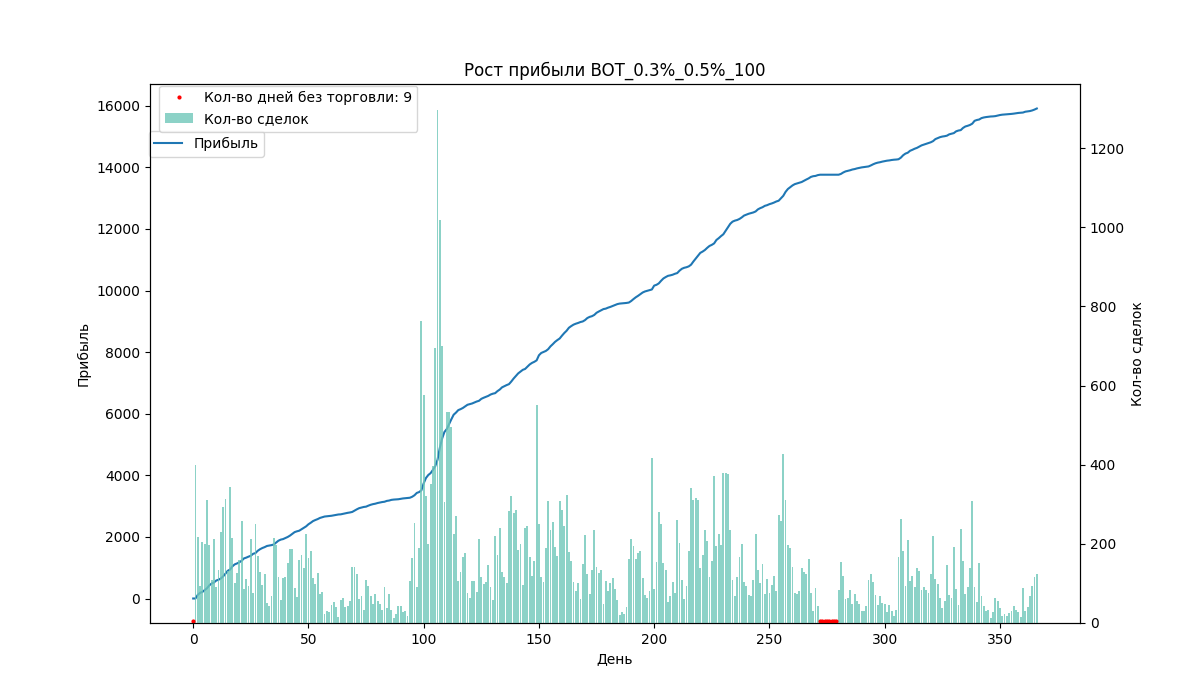 Рост прибыли BOT_0.3%_0.5%_100
Кол-во дней без торговли: 9
Кол-во сделок
Прибыль
16000
14000
12000
10000
8000
6000
4000
2000
0
Прибыль
1200
1000
800
600
400
200
0
Кол-во сделок
0 50 100 150 200 250 300 350
День